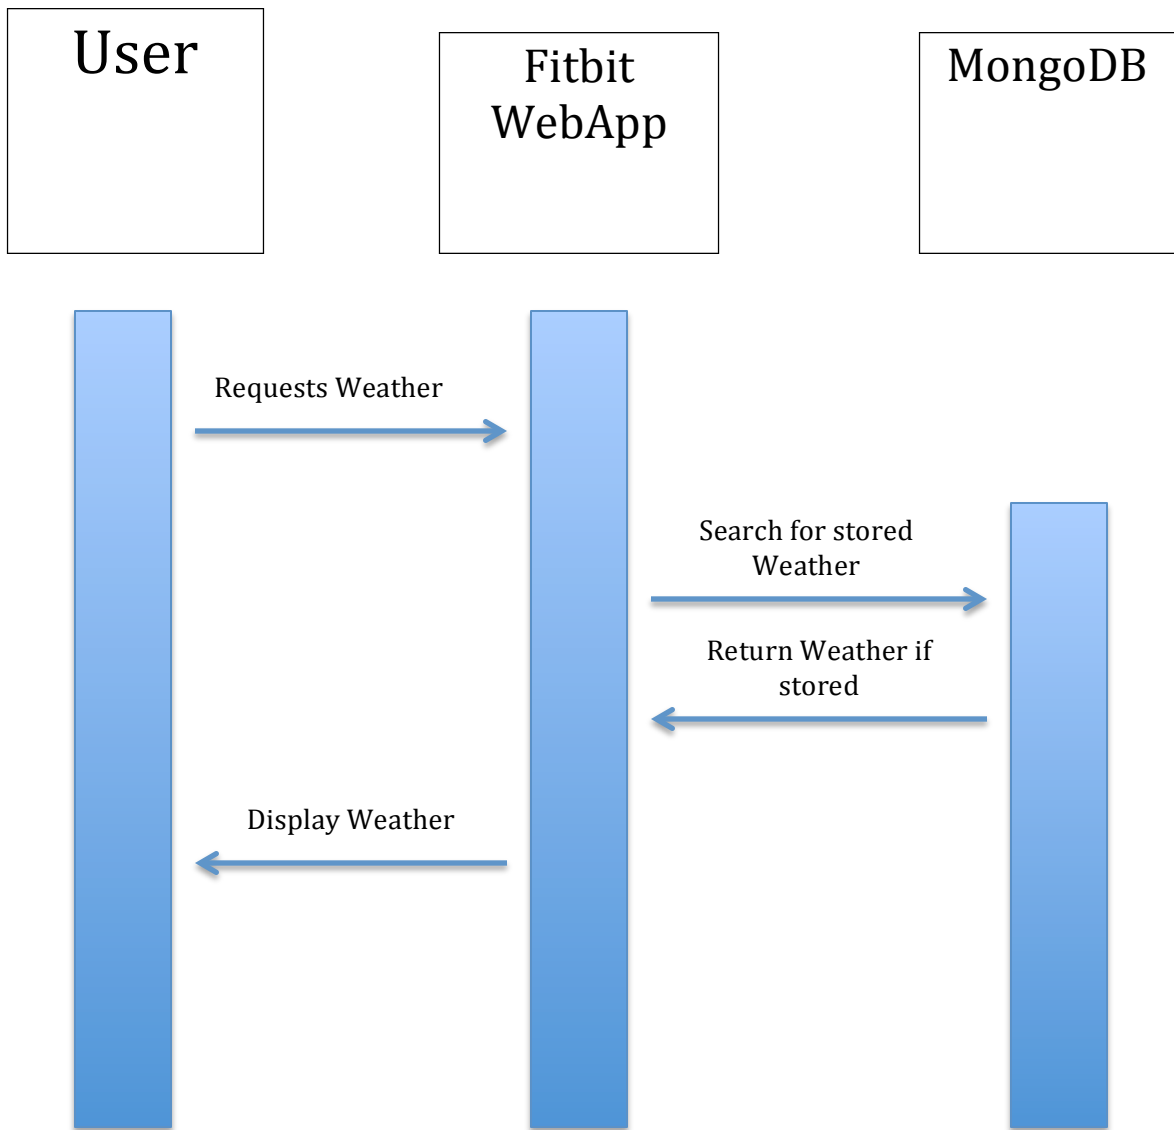 User
Fitbit
WebApp
MongoDB
Requests Weather
Search for stored
Weather
Return Weather if
stored
Display Weather